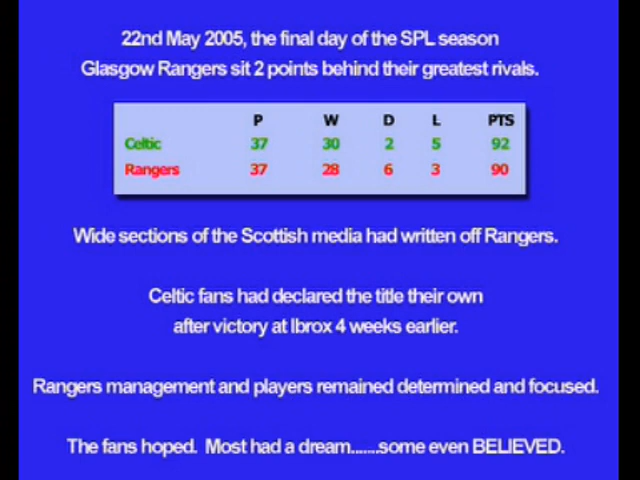 22nd May 2005, the final day of the SPL season
Glasgow Rangers sit 2 points behind their greatest rivals.
P W D L PTS
Celtic 37 30 2 5 92
Rangers 37 28 6 3 90
Wide sections of the Scottish media had written off Rangers.
Celtic fans had declared the title their own
after victory at Ibrox 4 weeks earlier.
Rangers management and players remained determined and focused.
The fans hoped. Most had a dream.......some even BELIEVED.